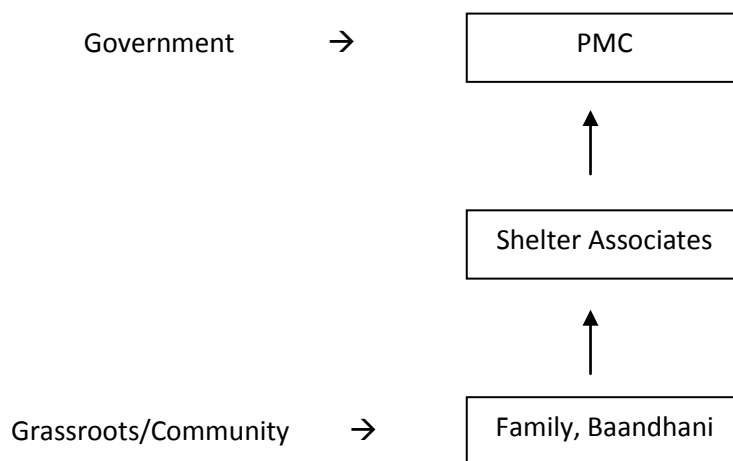 Government → PMC
Shelter Associates
Grassroots/Community → Family, Baandhani